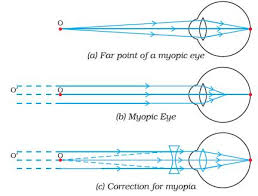 O
(a) Far point of a myopic eye
O' O
(b) Myopic Eye
O' O
(c) Correction for myopia